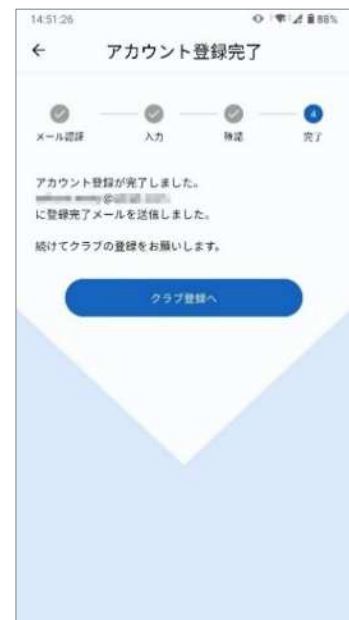 14:51:26 88%
アカウント登録完了
4
メール認証 入力 確認 完了
アカウント登録が完了しました。
に登録完了メールを送信しました。
続けてクラブの登録をお願いします。
クラブ登録へ